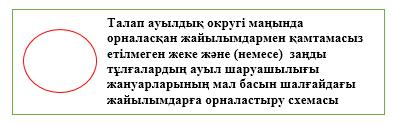 Талап ауылдық округі маңында
орналасқан жайылымдармен қамтамасыз
етілмеген жеке және (немесе) заңды
тұлғалардың ауыл шаруашылығы
жануарларының мал басын шалғайдағы
жайылымдарға орналастыру схемасы